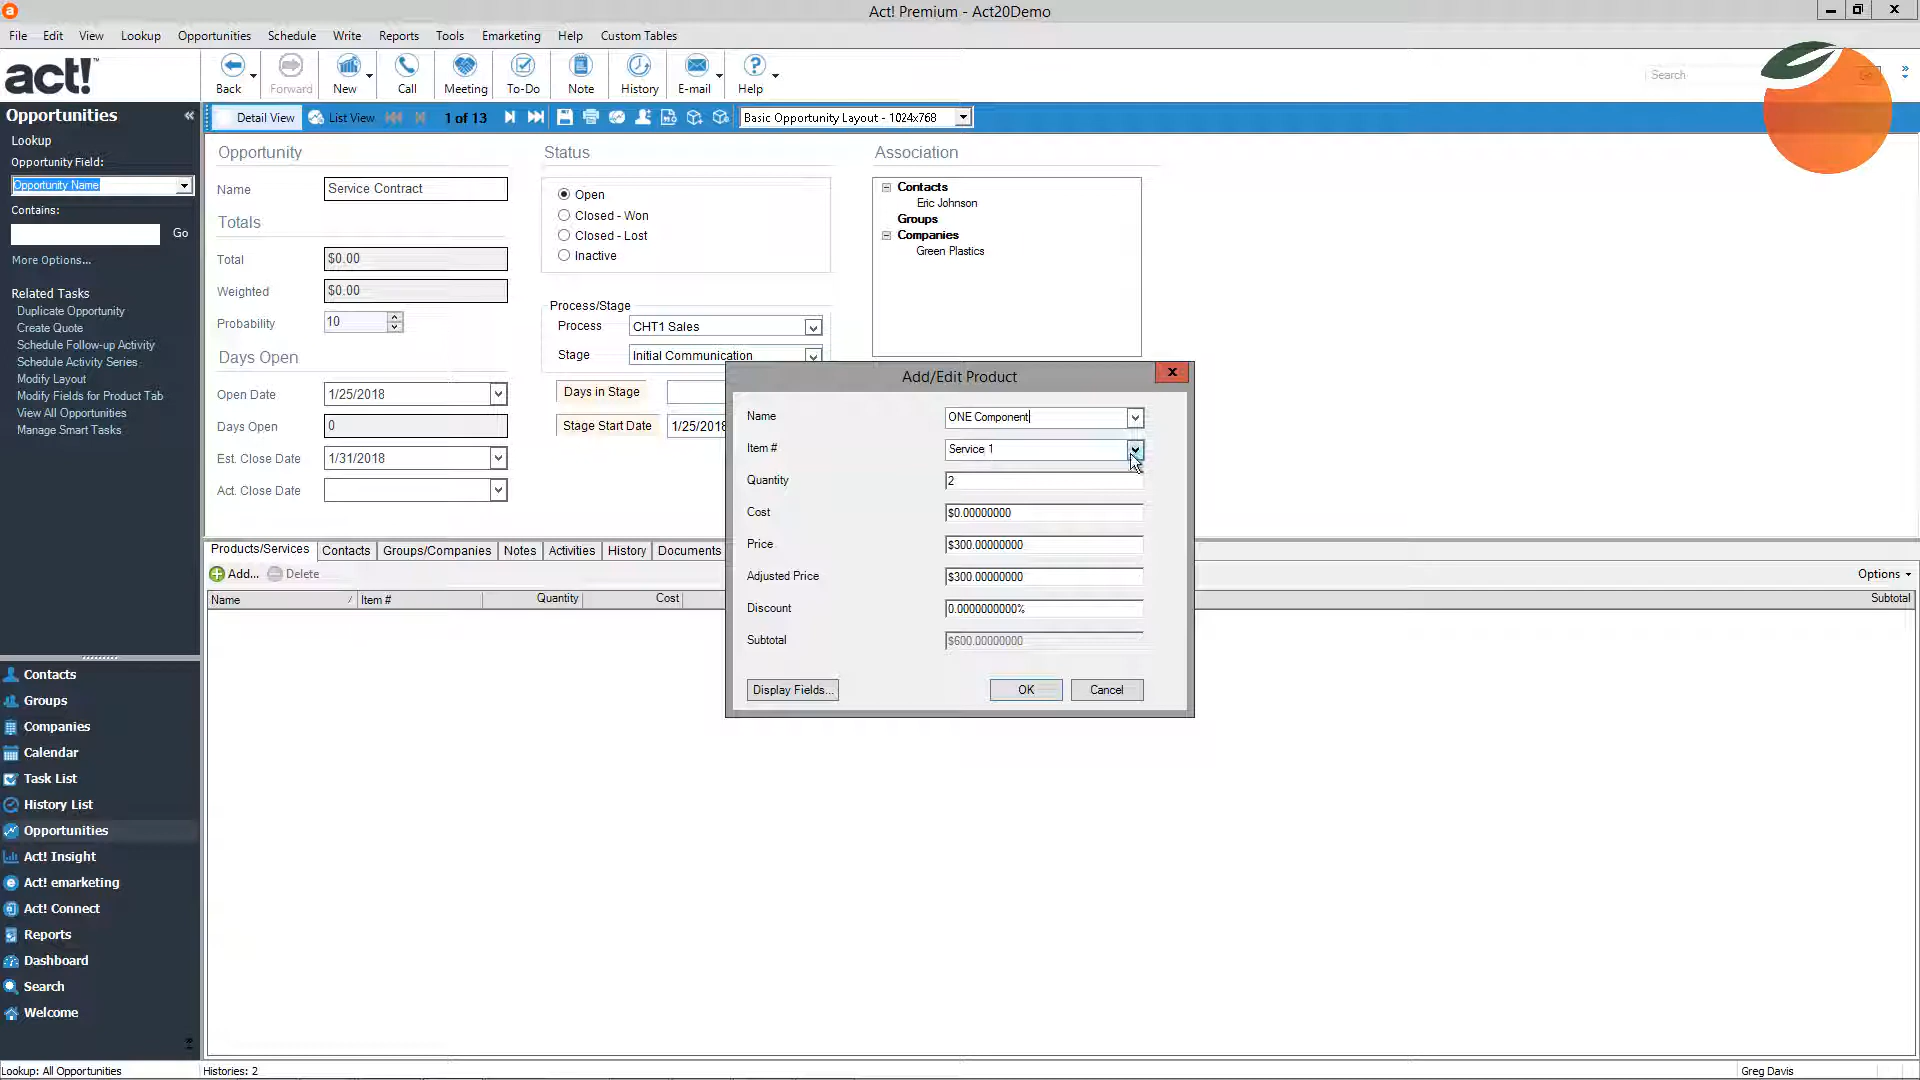 Act! Premium - Act20Demo
File Edit View Lookup Opportunities Schedule Write Reports Tools Emarketing Help Custom Tables
act!
Back Forward New Call Meeting To-Do Note History E-mail Help
Search
Opportunities
Detail View List View 1 of 13 Basic Opportunity Layout - 1024x768
Lookup
Opportunity Field:
Opportunity Name
Contains:
Go
More Options...
Related Tasks
Duplicate Opportunity
Create Quote
Schedule Follow-up Activity
Schedule Activity Series
Modify Layout
Modify Fields for Product Tab
View All Opportunities
Manage Smart Tasks
Contacts
Groups
Companies
Calendar
Task List
History List
Opportunities
Act! Insight
Act! emarketing
Act! Connect
Reports
Dashboard
Search
Welcome
Opportunity
Name Service Contract
Totals
Total $0.00
Weighted $0.00
Probability 10
Days Open
Open Date 1/25/2018
Days Open 0
Est. Close Date 1/31/2018
Act. Close Date
Status
Open
Closed - Won
Closed - Lost
Inactive
Process/Stage
Process CHT1 Sales
Stage Initial Communication
Days in Stage
Stage Start Date 1/25/2018
Association
Contacts
Eric Johnson
Groups
Companies
Green Plastics
Add/Edit Product
Name ONE Component
Item # Service 1
Quantity 2
Cost $0.00000000
Price $300.00000000
Adjusted Price $300.00000000
Discount 0.0000000000%
Subtotal $600.00000000
Display Fields... OK Cancel
Products/Services Contacts Groups/Companies Notes Activities History Documents
Add... Delete Options
Name Item # Quantity Cost Subtotal
Lookup: All Opportunities Histories: 2 Greg Davis